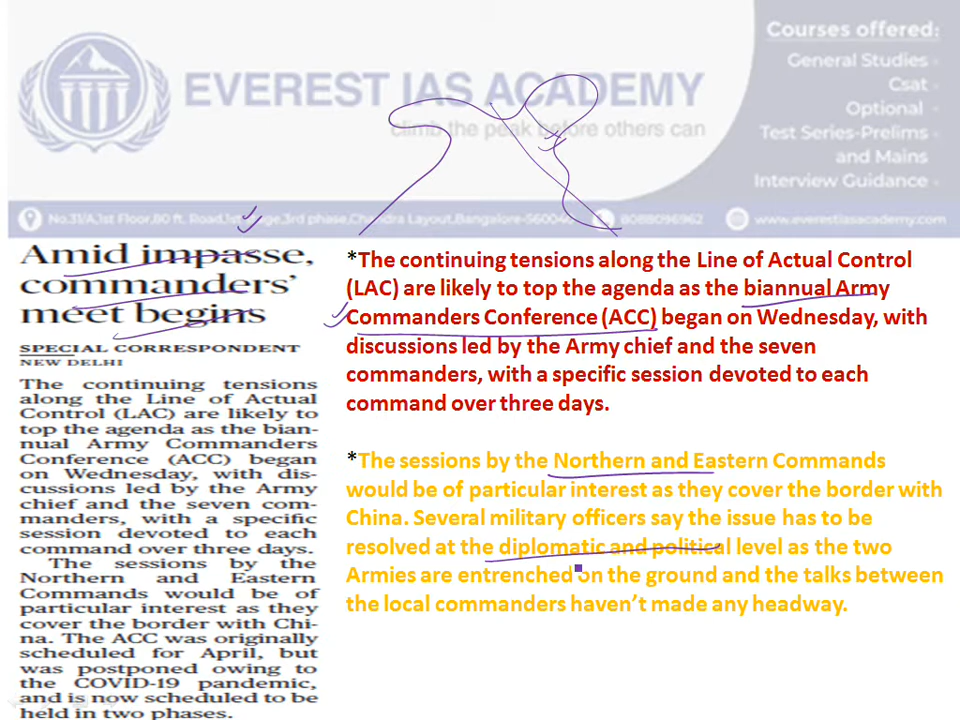 Courses offered:
General Studies
Csat
Optional
Test Series-Prelims
and Mains
Interview Guidance
EVEREST IAS ACADEMY
climb the peak before others can
No.31/A,1st Floor,80 ft. Road, 3rd phase, Layout,Bangalore-
8088096962
www.everestiasacademy.com
Amid impasse,
commanders'
meet begins
SPECIAL CORRESPONDENT
NEW DELHI
The continuing tensions
along the Line of Actual
Control (LAC) are likely to
top the agenda as the bian-
nual Army Commanders
Conference (ACC) began
on Wednesday, with dis-
cussions led by the Army
chief and the seven com-
manders, with a specific
session devoted to each
command over three days.
The sessions by the
Northern and Eastern
Commands would be of
particular interest as they
cover the border with Chi-
na. The ACC was originally
scheduled for April, but
was postponed owing to
the COVID-19 pandemic,
and is now scheduled to be
held in two phases.
*The continuing tensions along the Line of Actual Control
(LAC) are likely to top the agenda as the biannual Army
Commanders Conference (ACC) began on Wednesday, with
discussions led by the Army chief and the seven
commanders, with a specific session devoted to each
command over three days.
*The sessions by the Northern and Eastern Commands
would be of particular interest as they cover the border with
China. Several military officers say the issue has to be
resolved at the diplomatic and political level as the two
Armies are entrenched on the ground and the talks between
the local commanders haven't made any headway.